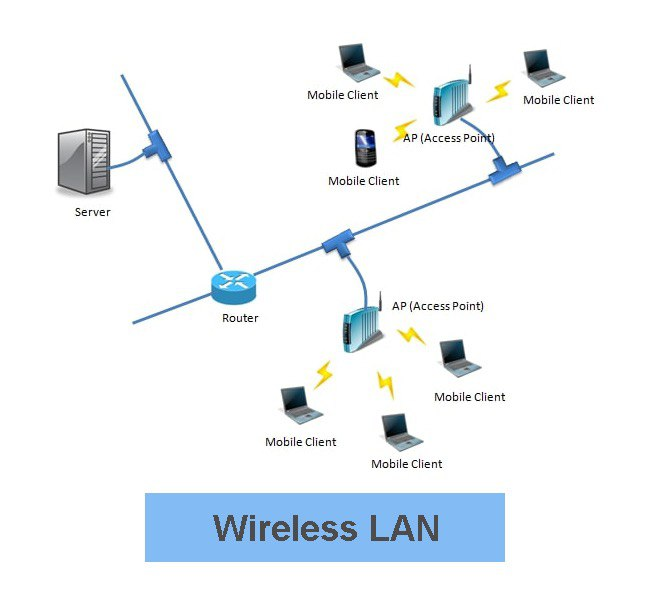 Mobile Client
Mobile Client
AP (Access Point)
Mobile Client
Server
AP (Access Point)
Router
Mobile Client
Mobile Client
Mobile Client
Wireless LAN